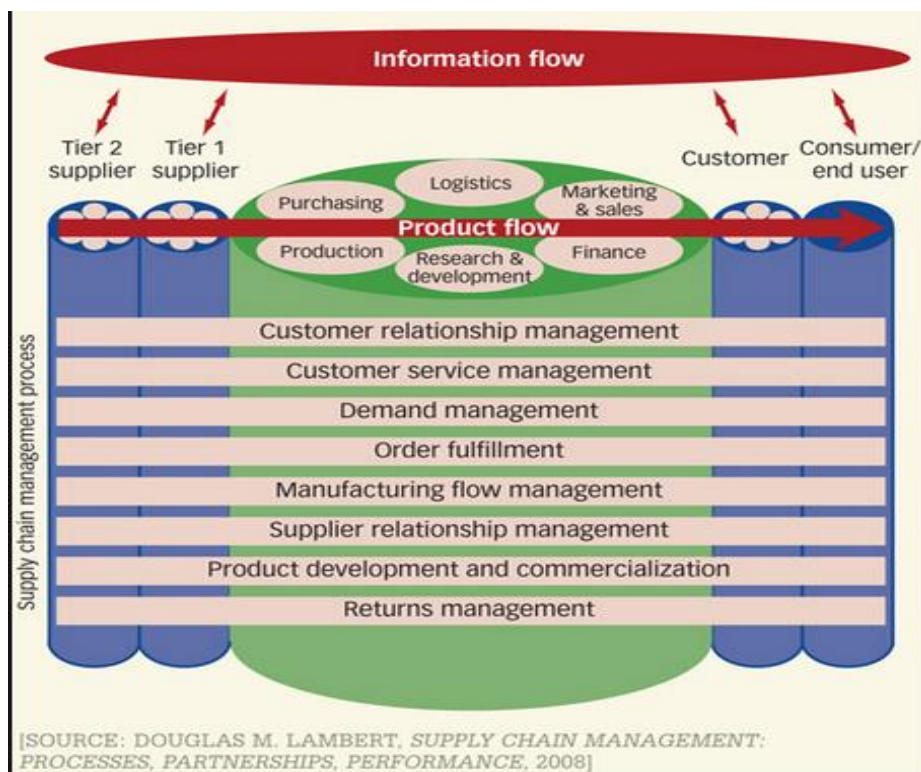 Information flow
Tier 2
supplier
Tier 1
supplier
Customer
Consumer/
end user
Logistics
Purchasing
Marketing
& sales
Product flow
Production
Research &
development
Finance
Supply chain management process
Customer relationship management
Customer service management
Demand management
Order fulfillment
Manufacturing flow management
Supplier relationship management
Product development and commercialization
Returns management
[SOURCE: DOUGLAS M. LAMBERT, SUPPLY CHAIN MANAGEMENT:
PROCESSES, PARTNERSHIPS, PERFORMANCE, 2008]